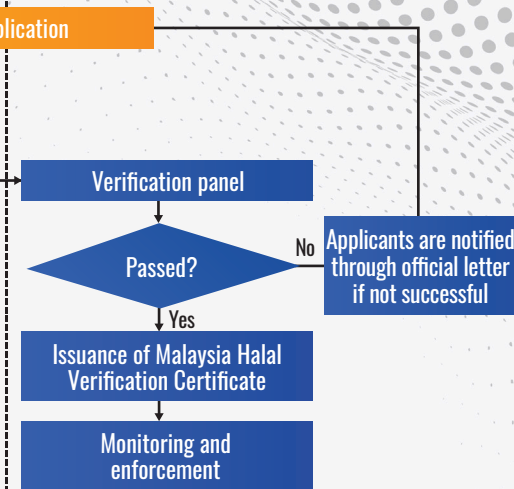 plication
Verification panel
Passed?
No
Applicants are notified
through official letter
if not successful
Yes
Issuance of Malaysia Halal
Verification Certificate
Monitoring and
enforcement